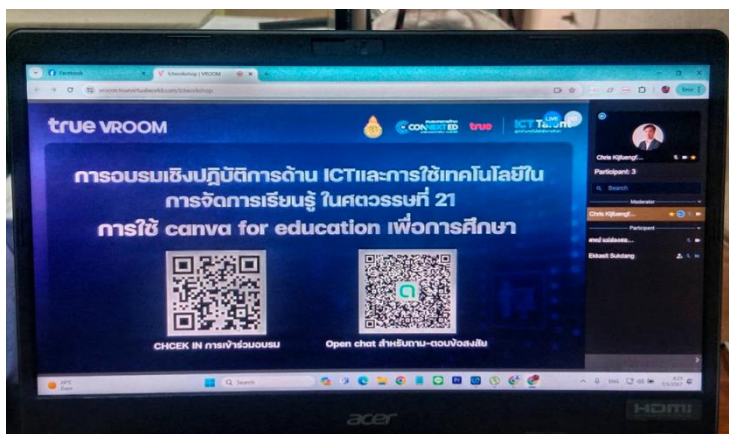 Facebook
| VROOM
true VROOM
CONNEXT ED
true
ICT Talent
LIVE
การอบรมเชิงปฏิบัติการด้าน ICTและการใช้เทคโนโลยีใน
การจัดการเรียนรู้ ในศตวรรษที่ 21
การใช้ canva for education เพื่อการศึกษา
CHCEK IN การเข้าร่วมอบรม
Open chat สำหรับถาม-ตอบข้อสงสัย
Participant: 3
Search
Moderator
Participant
Ekkasit Sukdang
Search
ENG
acer
HDMI